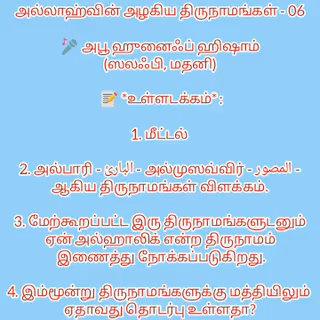 அல்லாஹ்வின் அழகிய திருநாமங்கள் - 06
🎤 அபூ ஹுனைஃப் ஹிஷாம்
(ஸலஃபி, மதனி)
📝 *உள்ளடக்கம்* :
1. மீட்டல்
2. அல்பாரி - البارئ - அல்முஸவ்விர் - المصور -
ஆகிய திருநாமங்கள் விளக்கம்.
3. மேற்கூறப்பட்ட இரு திருநாமங்களுடனும்
ஏன் அல்ஹாலிக் என்ற திருநாமம்
இணைத்து நோக்கப்படுகிறது.
4. இம்மூன்று திருநாமங்களுக்கு மத்தியிலும்
ஏதாவது தொடர்பு உள்ளதா?